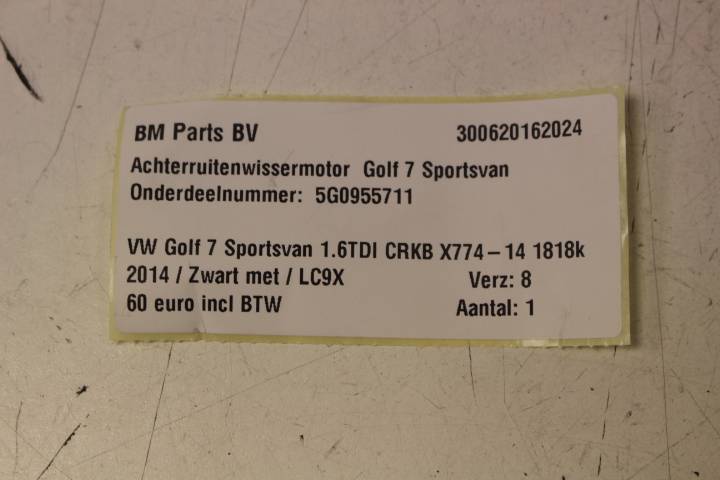 BM Parts BV 300620162024
Achterruitenwissermotor Golf 7 Sportsvan
Onderdeelnummer: 5G0955711
VW Golf 7 Sportsvan 1.6TDI CRKB X774-14 1818k
2014 / Zwart met / LC9X Verz: 8
60 euro incl BTW Aantal: 1